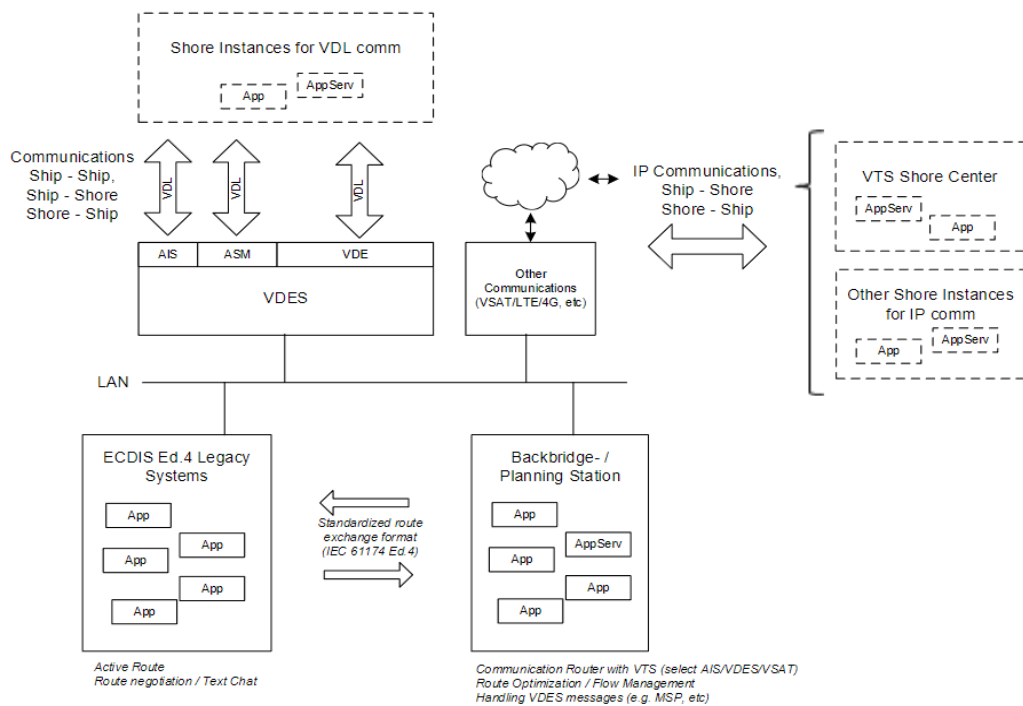 Shore Instances for VDL comm
App
AppServ
Communications
Ship - Ship,
Ship - Shore
Shore - Ship
VDL
VDL
VDL
AIS
ASM
VDE
VDES
Other
Communications
(VSAT/LTE/4G, etc)
IP Communications,
Ship - Shore
Shore - Ship
VTS Shore Center
AppServ
App
Other Shore Instances
for IP comm
AppServ
App
LAN
ECDIS Ed.4 Legacy
Systems
App
App
App
App
App
Standardized route
exchange format
(IEC 61174 Ed.4)
Backbridge- /
Planning Station
App
AppServ
App
App
App
Active Route
Route negotiation / Text Chat
Communication Router with VTS (select AIS/VDES/VSAT)
Route Optimization / Flow Management
Handling VDES messages (e.g. MSP, etc)